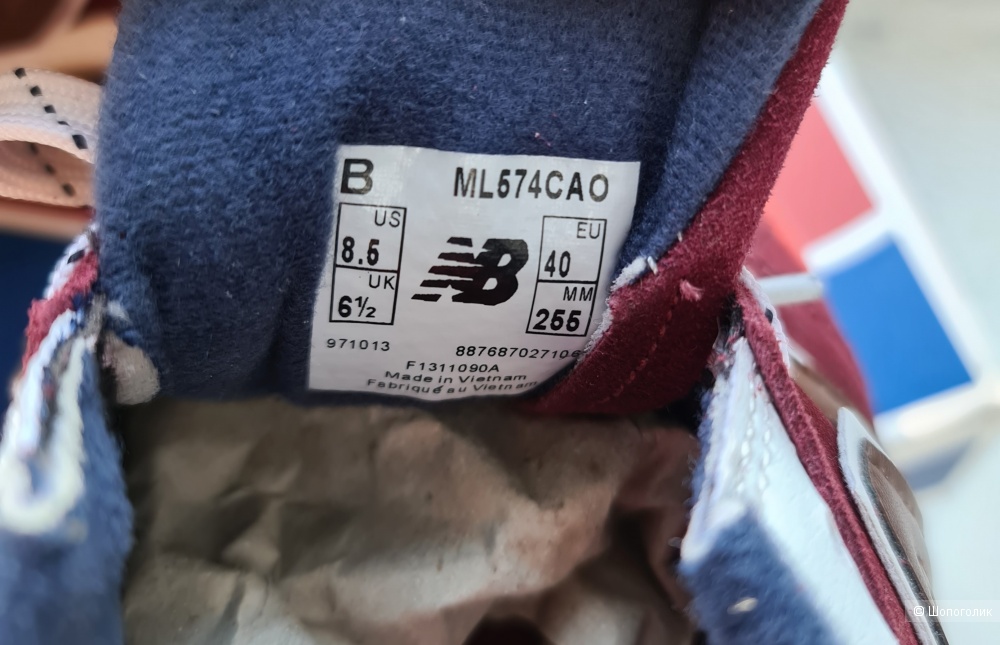 B ML574CAO
US
8.5
UK
6½
NB
EU
40
MM
255
971013
F1311090A
Made in Vietnam
Fabriqué au Vietnam
© Шопоголик